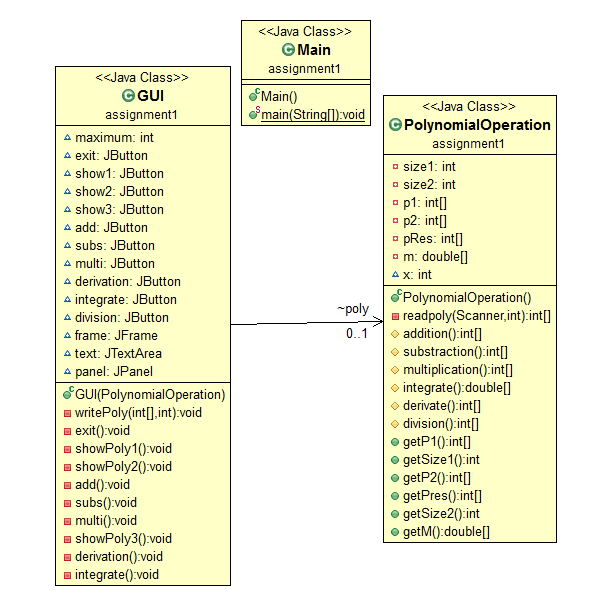 <<Java Class>>
GUI
assignment1
maximum: int
exit: JButton
show1: JButton
show2: JButton
show3: JButton
add: JButton
subs: JButton
multi: JButton
derivation: JButton
integrate: JButton
division: JButton
frame: JFrame
text: JTextArea
panel: JPanel
GUI(PolynomialOperation)
writePoly(int[],int):void
exit():void
showPoly1():void
showPoly2():void
add():void
subs():void
multi():void
showPoly3():void
derivation():void
integrate():void
<<Java Class>>
Main
assignment1
Main()
main(String[]):void
~poly
0..1
<<Java Class>>
PolynomialOperation
assignment1
size1: int
size2: int
p1: int[]
p2: int[]
pRes: int[]
m: double[]
x: int
PolynomialOperation()
readpoly(Scanner,int):int[]
addition():int[]
substraction():int[]
multiplication():int[]
integrate():double[]
derivate():int[]
division():int[]
getP1():int[]
getSize1():int
getP2():int[]
getPres():int[]
getSize2():int
getM():double[]